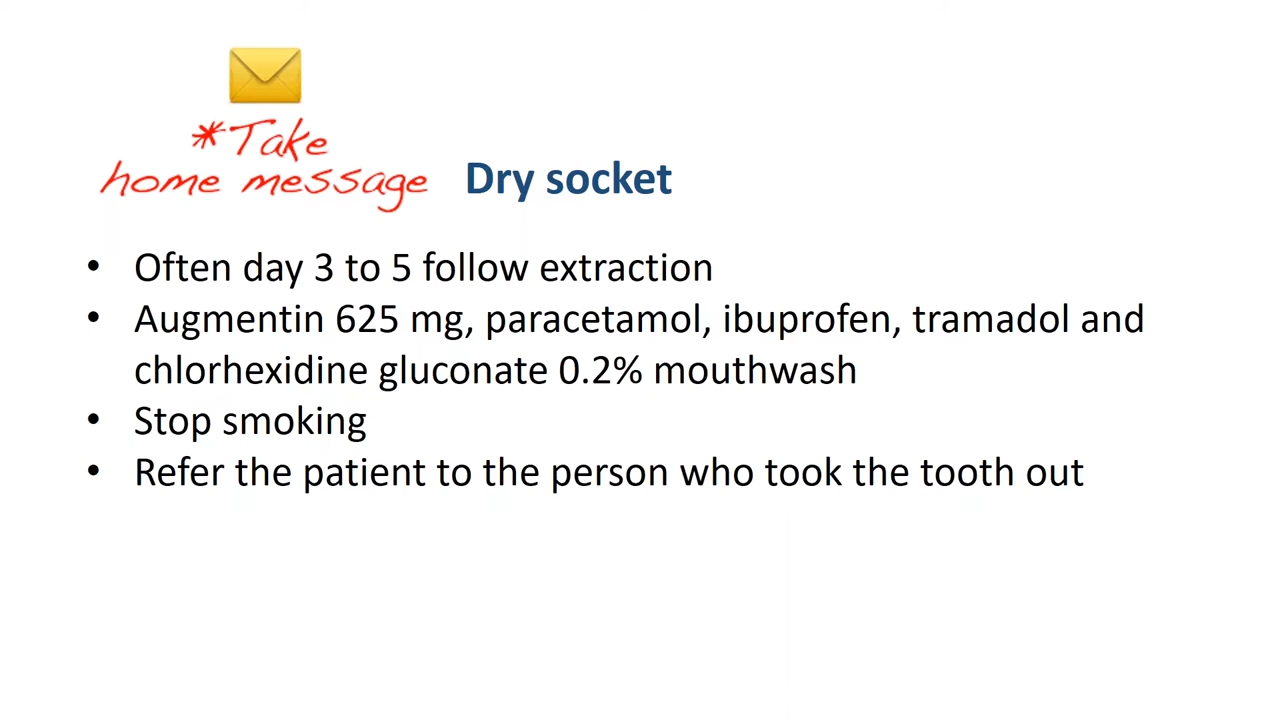 *Take
home message
Dry socket
• Often day 3 to 5 follow extraction
• Augmentin 625 mg, paracetamol, ibuprofen, tramadol and
chlorhexidine gluconate 0.2% mouthwash
• Stop smoking
• Refer the patient to the person who took the tooth out